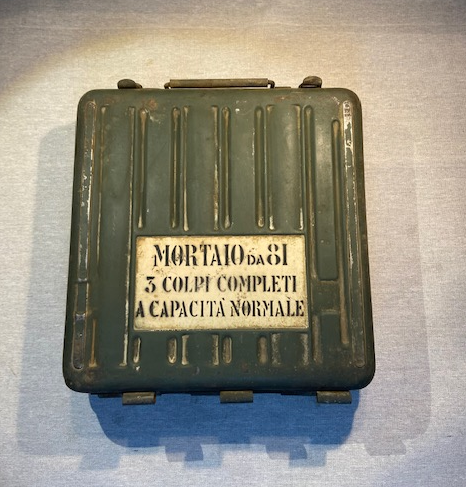 MORTAIO DA 81
3 COLPI COMPLETI
A CAPACITÀ NORMALE